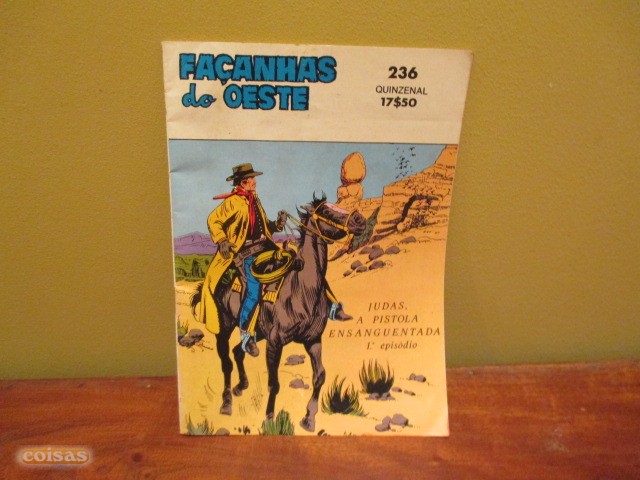 FAÇANHAS
do OESTE
236
QUINZENAL
17$50
JUDAS,
A PISTOLA
ENSANGUENTADA
1.º episódio
coisas